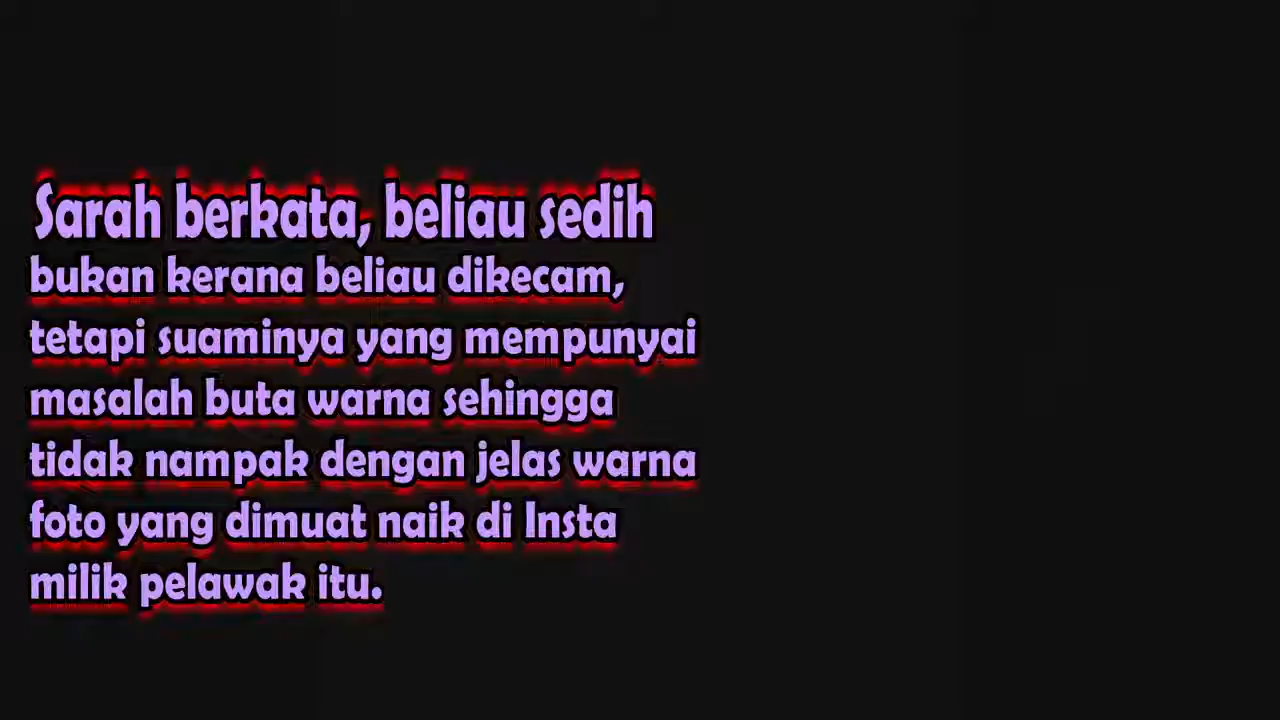 Sarah berkata, beliau sedih
bukan kerana beliau dikecam,
tetapi suaminya yang mempunyai
masalah buta warna sehingga
tidak nampak dengan jelas warna
foto yang dimuat naik di Insta
milik pelawak itu.